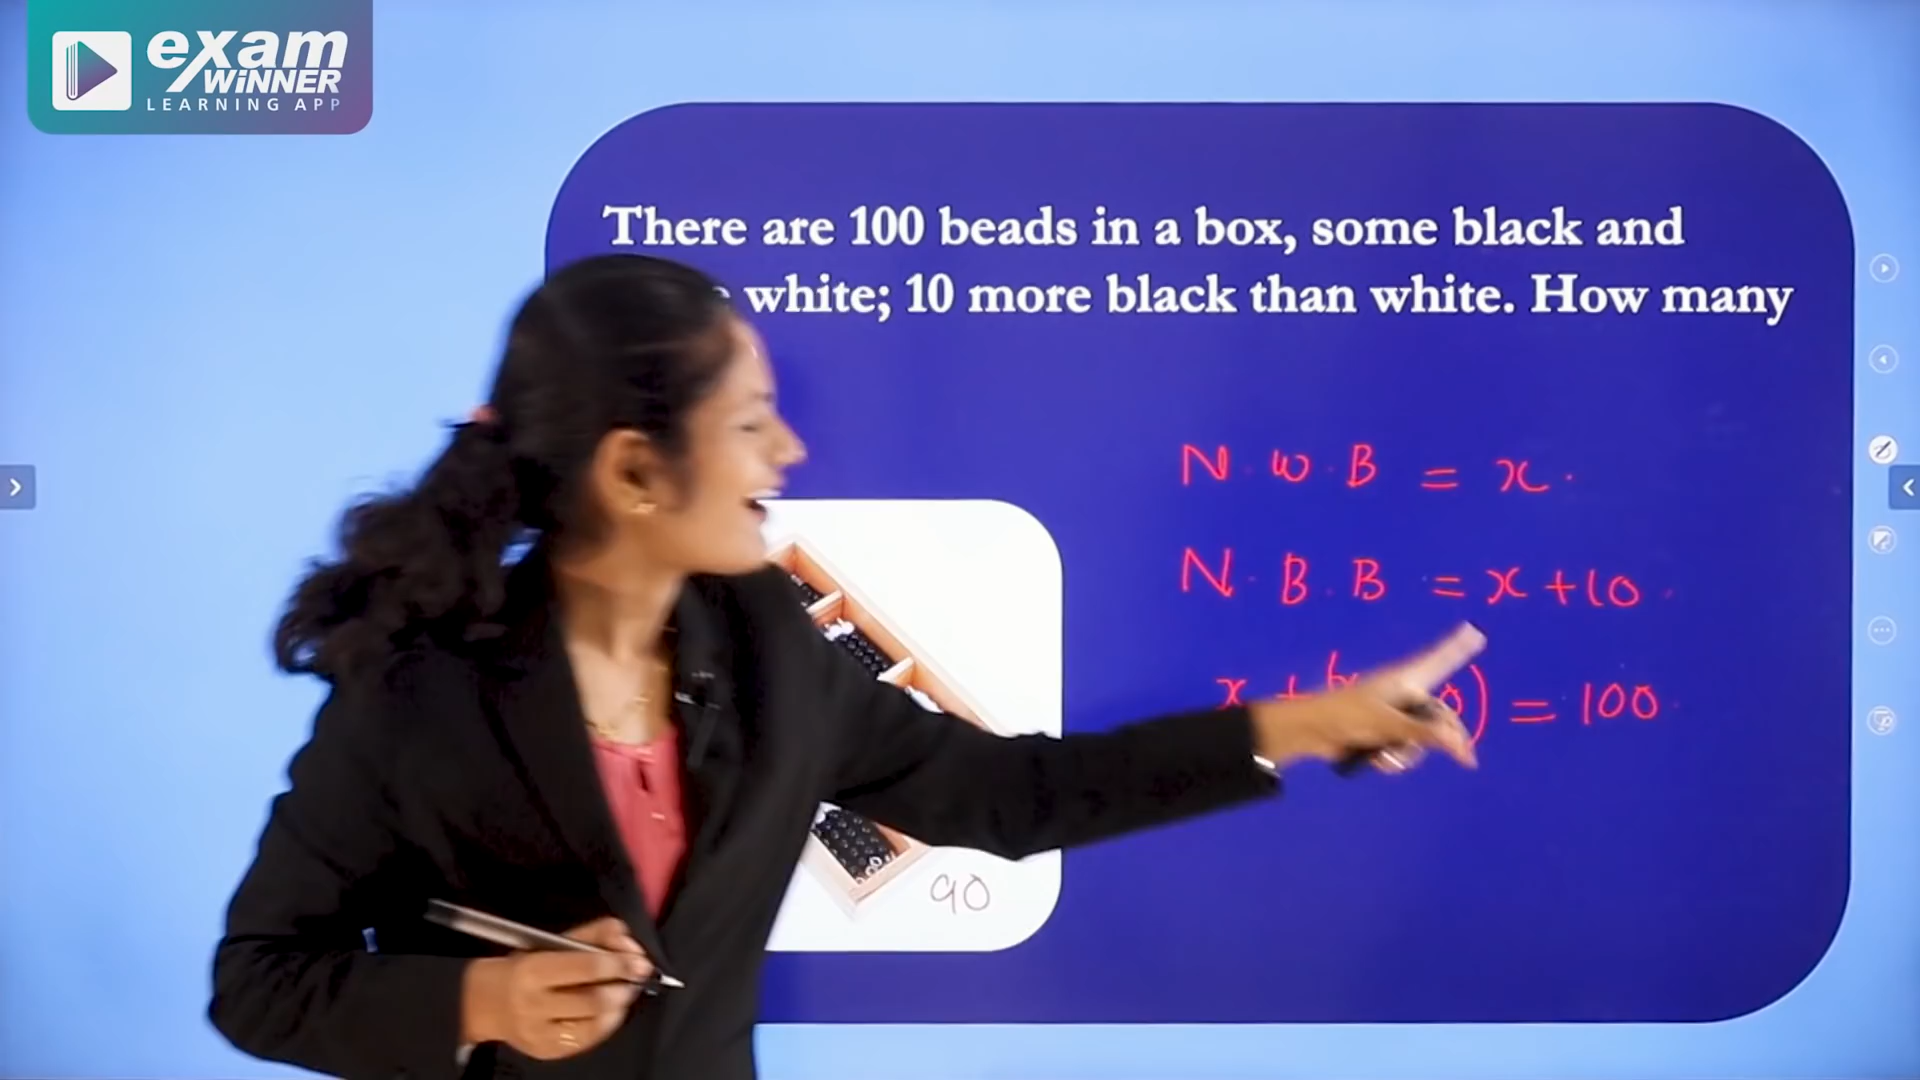 exam
WiNNER
LEARNING APP
There are 100 beads in a box, some black and
white; 10 more black than white. How many
N. W. B = x.
N. B. B = x + 10.
x + ( 0) = 100.
90